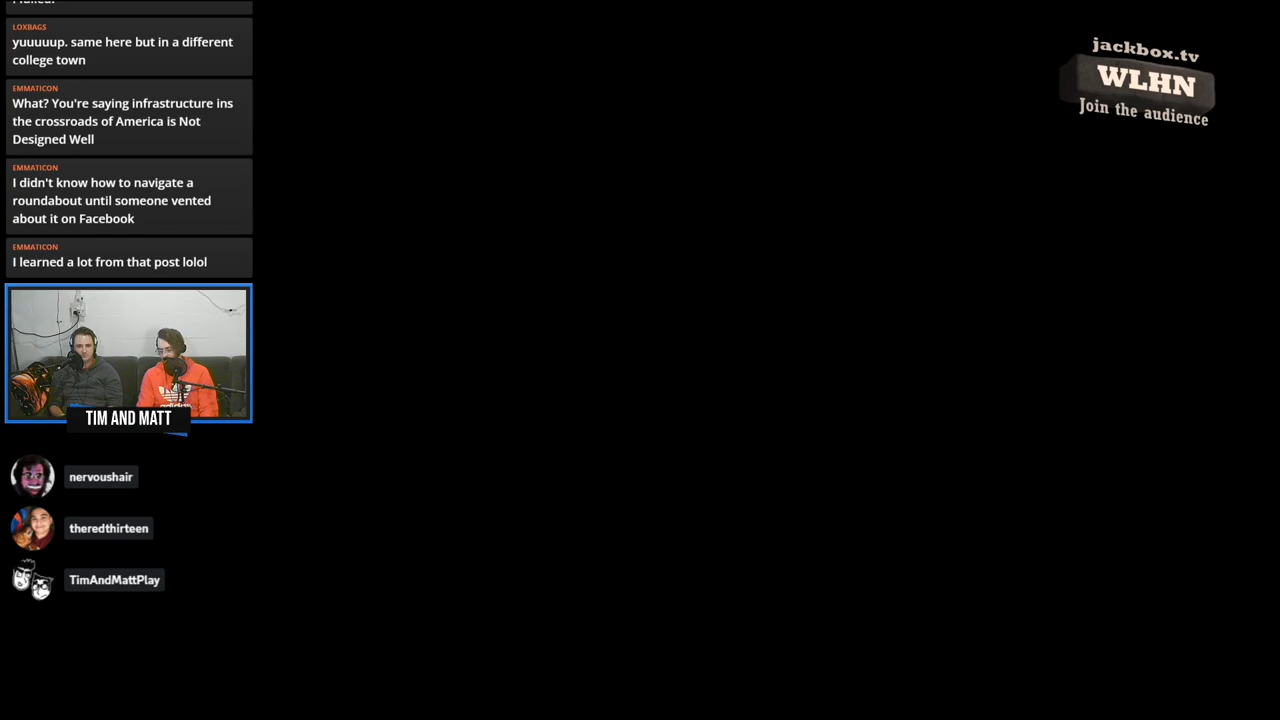 LOXBAGS
yuuuuup. same here but in a different
college town
EMMATICON
What? You're saying infrastructure ins
the crossroads of America is Not
Designed Well
EMMATICON
I didn't know how to navigate a
roundabout until someone vented
about it on Facebook
EMMATICON
I learned a lot from that post lolol
TIM AND MATT
nervoushair
theredthirteen
TimAndMattPlay
jackbox.tv
WLHN
Join the audience